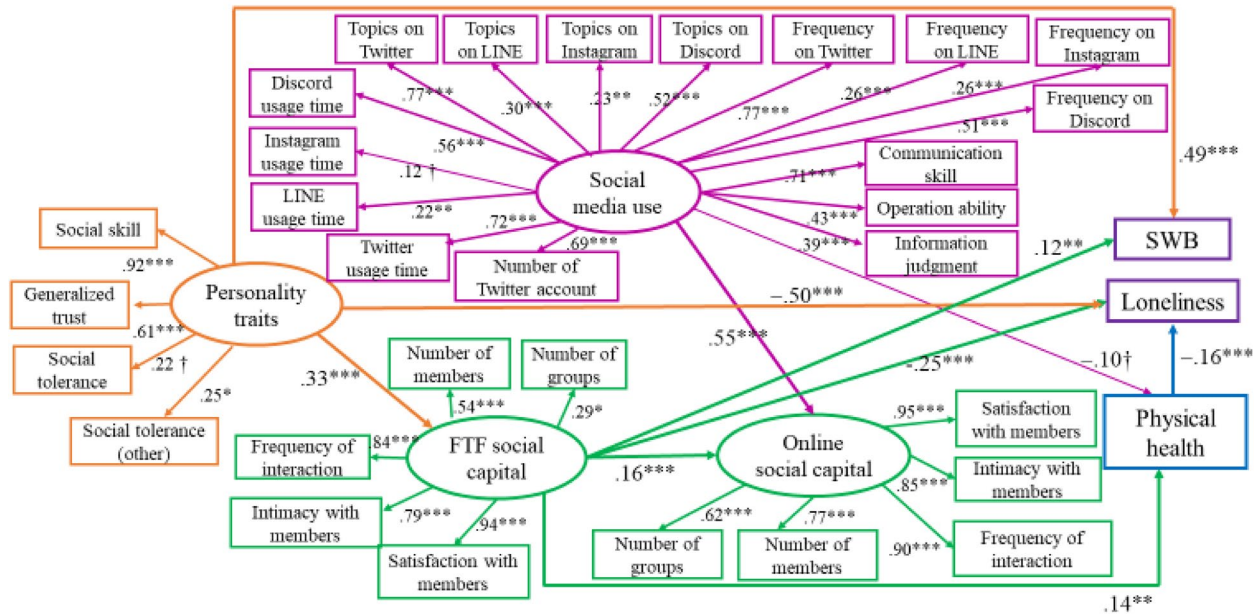 Topics on
Twitter
Topics
on LINE
Topics on
Instagram
Topics on
Discord
Frequency
on Twitter
Frequency
on LINE
Frequency on
Instagram
Discord
usage time
.77***
.30***
.23**
.52***
.77***
.26***
.26***
Frequency on
Discord
.51***
.56***
Instagram
usage time
.12 †
Social
media use
.71***
Communication
skill
.49***
LINE
usage time
.22**
.43***
Operation ability
Social skill
.72***
.69***
.39***
Information
judgment
.12**
SWB
Twitter
usage time
Number of
Twitter account
.92***
Generalized
trust
Personality
traits
−.50***
Loneliness
.61***
.55***
-.25***
−.10†
−.16***
Social
tolerance
.22 †
.33***
Number of
members
Number of
groups
.25*
.54***
.29*
.95***
Satisfaction
with members
Physical
health
Social tolerance
(other)
Frequency of
interaction
.84***
FTF social
capital
.16***
Online
social capital
.85***
Intimacy with
members
Intimacy with
members
.79***
.94***
.62***
.77***
.90***
Frequency of
interaction
Satisfaction with
members
Number of
groups
Number of
members
.14**